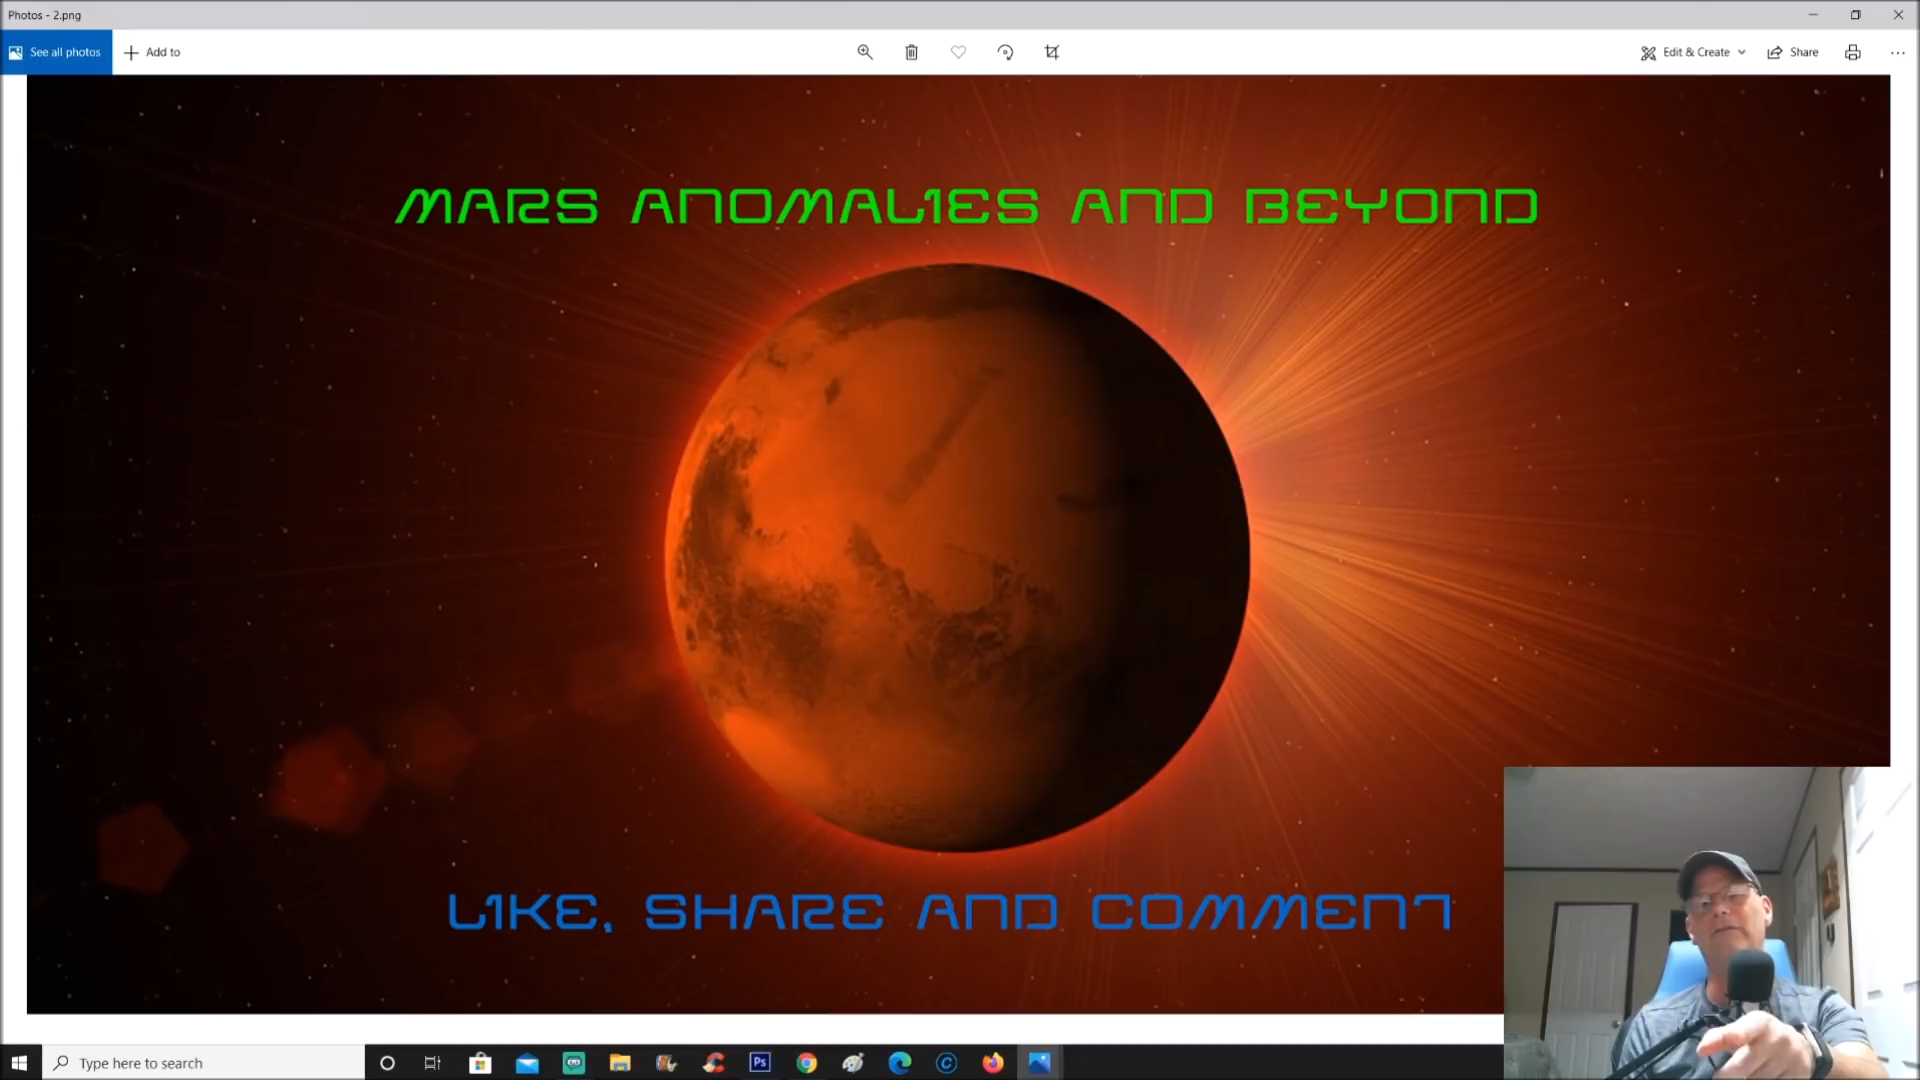 Photos - 2.png
See all photos
Add to
Edit & Create
Share
MARS ANOMALIES AND BEYOND
LIKE, SHARE AND COMMENT
Type here to search
Ps